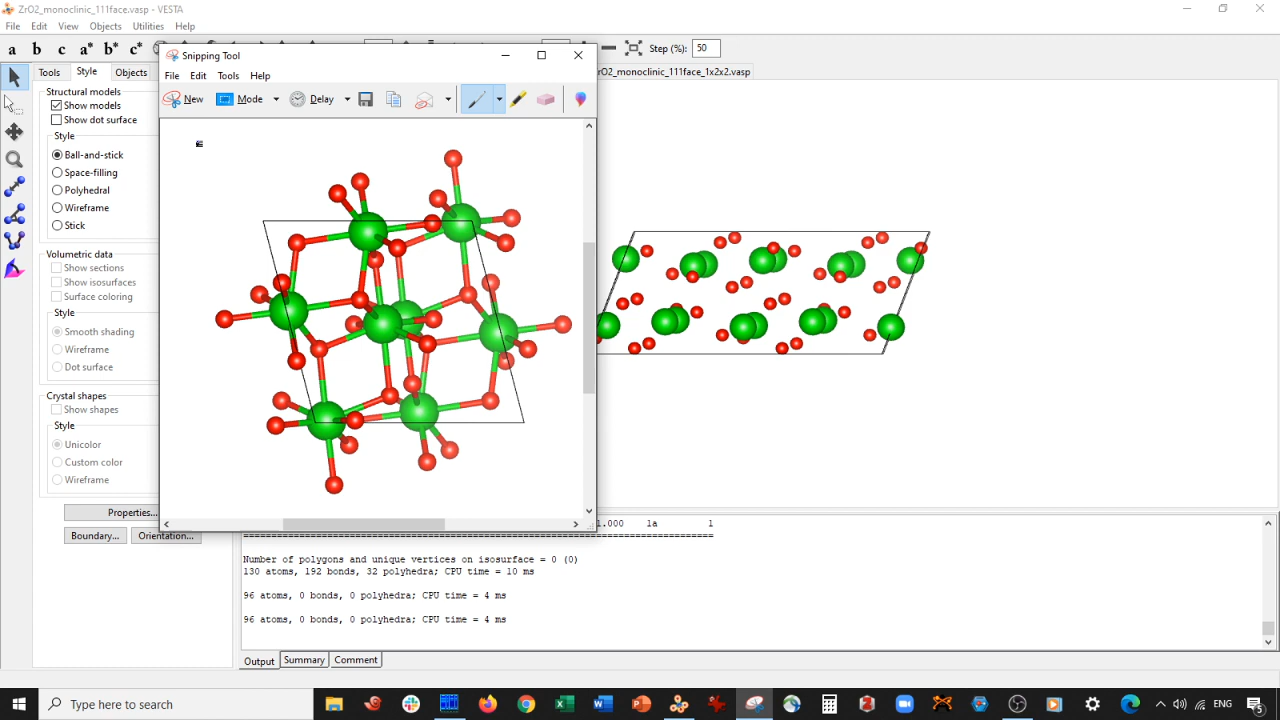 ZrO2_monoclinic_111face.vasp - VESTA
File Edit View Objects Utilities Help
a b c a* b* c* Step (%): 50
Snipping Tool
File Edit Tools Help
New Mode Delay
Tools Style Objects
rO2_monoclinic_111face_1x2x2.vasp
Structural models
Show models
Show dot surface
Style
Ball-and-stick
Space-filling
Polyhedral
Wireframe
Stick
Volumetric data
Show sections
Show isosurfaces
Surface coloring
Style
Smooth shading
Wireframe
Dot surface
Crystal shapes
Show shapes
Style
Unicolor
Custom color
Wireframe
Properties...
Boundary... Orientation...
1.000 1a 1
Number of polygons and unique vertices on isosurface = 0 (0)
130 atoms, 192 bonds, 32 polyhedra; CPU time = 10 ms
96 atoms, 0 bonds, 0 polyhedra; CPU time = 4 ms
96 atoms, 0 bonds, 0 polyhedra; CPU time = 4 ms
Output Summary Comment
Type here to search
ENG
5